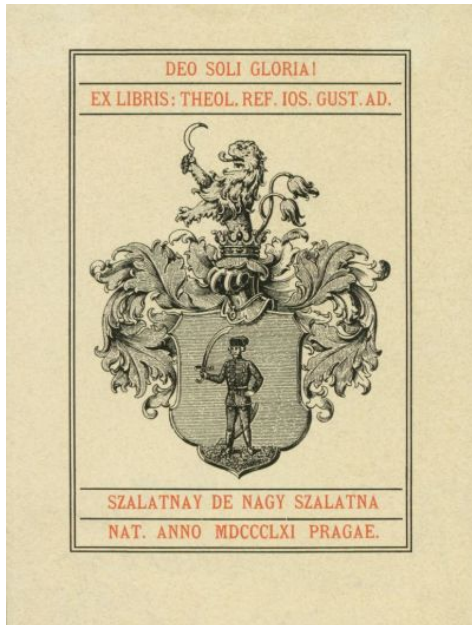 DEO SOLI GLORIA!
EX LIBRIS: THEOL. REF. IOS. GUST. AD.
SZALATNAY DE NAGY SZALATNA
NAT. ANNO MDCCCLXI PRAGAE.